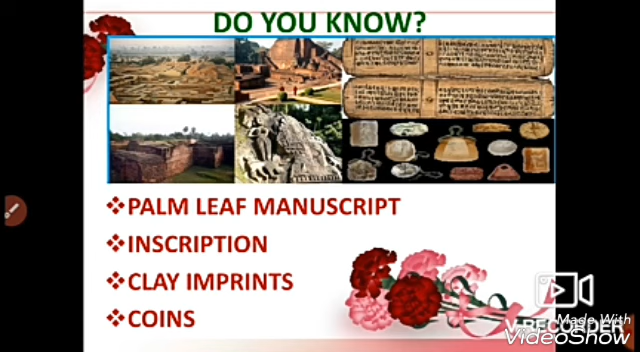 DO YOU KNOW?
❖PALM LEAF MANUSCRIPT
❖INSCRIPTION
❖CLAY IMPRINTS
❖COINS
Made With
V RECORDER
VideoShow